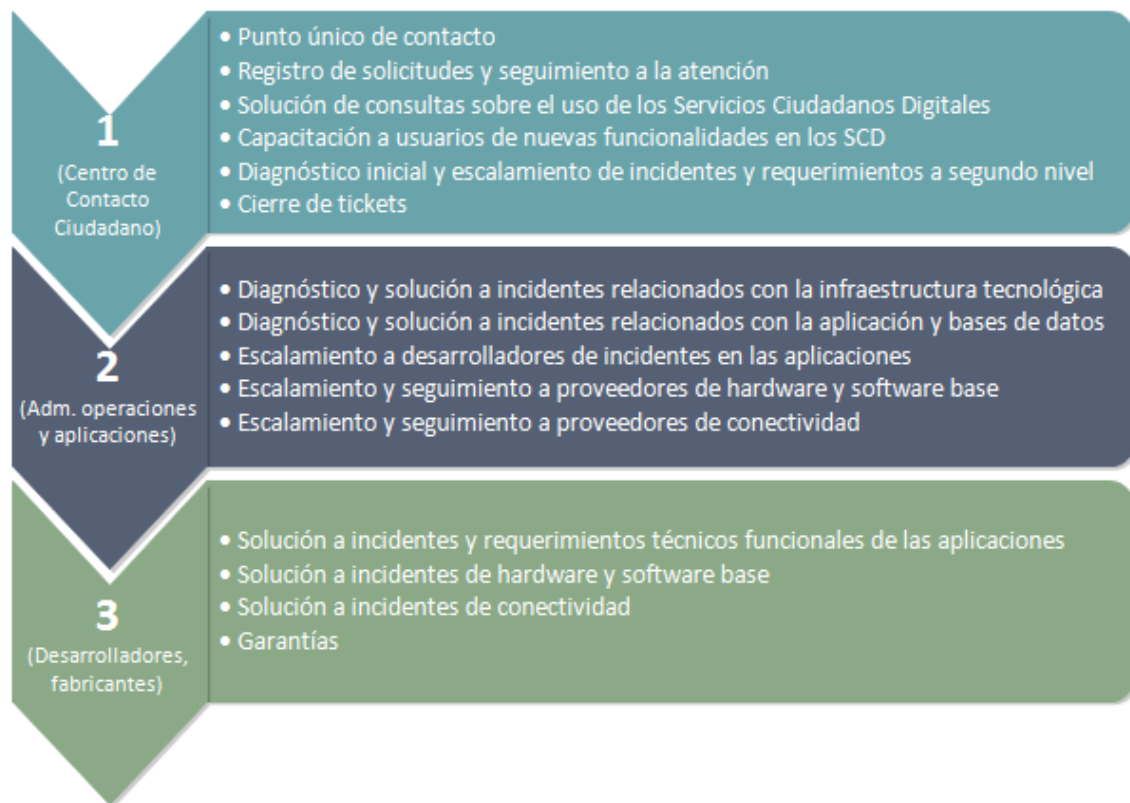 1
(Centro de
Contacto
Ciudadano)
• Punto único de contacto
• Registro de solicitudes y seguimiento a la atención
• Solución de consultas sobre el uso de los Servicios Ciudadanos Digitales
• Capacitación a usuarios de nuevas funcionalidades en los SCD
• Diagnóstico inicial y escalamiento de incidentes y requerimientos a segundo nivel
• Cierre de tickets
2
(Adm. operaciones
y aplicaciones)
• Diagnóstico y solución a incidentes relacionados con la infraestructura tecnológica
• Diagnóstico y solución a incidentes relacionados con la aplicación y bases de datos
• Escalamiento a desarrolladores de incidentes en las aplicaciones
• Escalamiento y seguimiento a proveedores de hardware y software base
• Escalamiento y seguimiento a proveedores de conectividad
3
(Desarrolladores,
fabricantes)
• Solución a incidentes y requerimientos técnicos funcionales de las aplicaciones
• Solución a incidentes de hardware y software base
• Solución a incidentes de conectividad
• Garantías